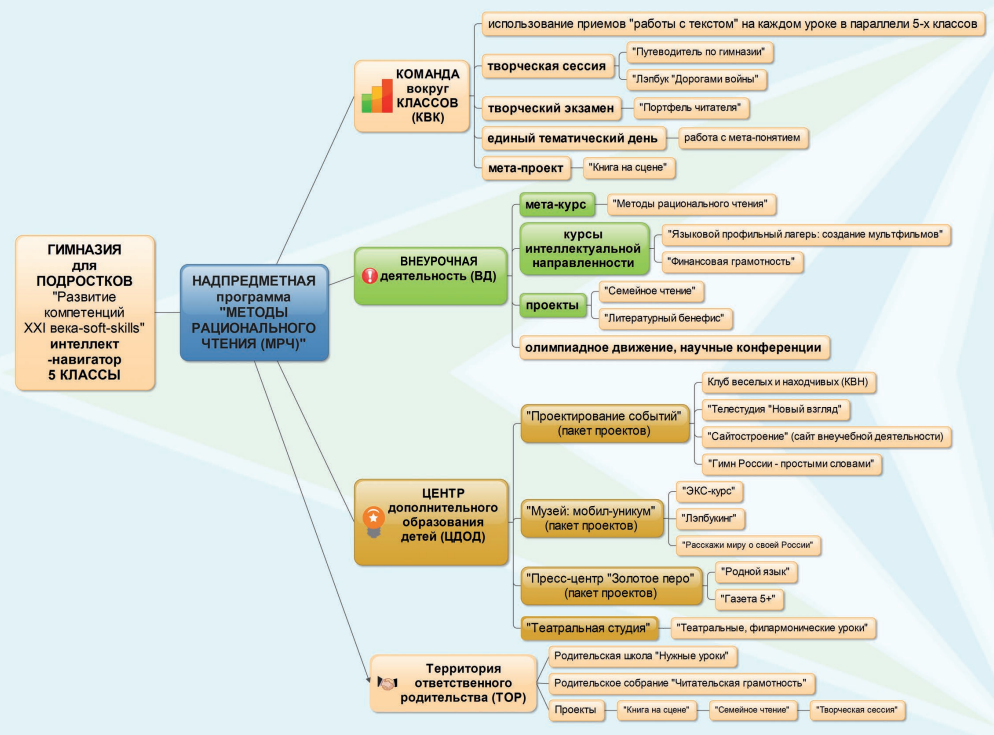 ГИМНАЗИЯ
для
ПОДРОСТКОВ
"Развитие
компетенций
XXI века-soft-skills"
интеллект
-навигатор
5 КЛАССЫ
НАДПРЕДМЕТНАЯ
программа
"МЕТОДЫ
РАЦИОНАЛЬНОГО
ЧТЕНИЯ (МРЧ)"
КОМАНДА
вокруг
КЛАССОВ
(КВК)
использование приемов "работы с текстом" на каждом уроке в параллели 5-х классов
творческая сессия
"Путеводитель по гимназии"
"Лэпбук "Дорогами войны"
творческий экзамен
"Портфель читателя"
единый тематический день
работа с мета-понятием
мета-проект
"Книга на сцене"
ВНЕУРОЧНАЯ
деятельность (ВД)
мета-курс
"Методы рационального чтения"
курсы
интеллектуальной
направленности
"Языковой профильный лагерь: создание мультфильмов"
"Финансовая грамотность"
проекты
"Семейное чтение"
"Литературный бенефис"
олимпиадное движение, научные конференции
ЦЕНТР
дополнительного
образования
детей (ЦДОД)
"Проектирование событий"
(пакет проектов)
Клуб веселых и находчивых (КВН)
"Телестудия "Новый взгляд"
"Сайтостроение" (сайт внеучебной деятельности)
"Гимн России - простыми словами"
"Музей: мобил-уникум"
(пакет проектов)
"ЭКС-курс"
"Лэпбукинг"
"Расскажи миру о своей России"
"Пресс-центр "Золотое перо"
(пакет проектов)
"Родной язык"
"Газета 5+"
"Театральная студия"
"Театральные, филармонические уроки"
Территория
ответственного
родительства (ТОР)
Родительская школа "Нужные уроки"
Родительское собрание "Читательская грамотность"
Проекты
"Книга на сцене"
"Семейное чтение"
"Творческая сессия"